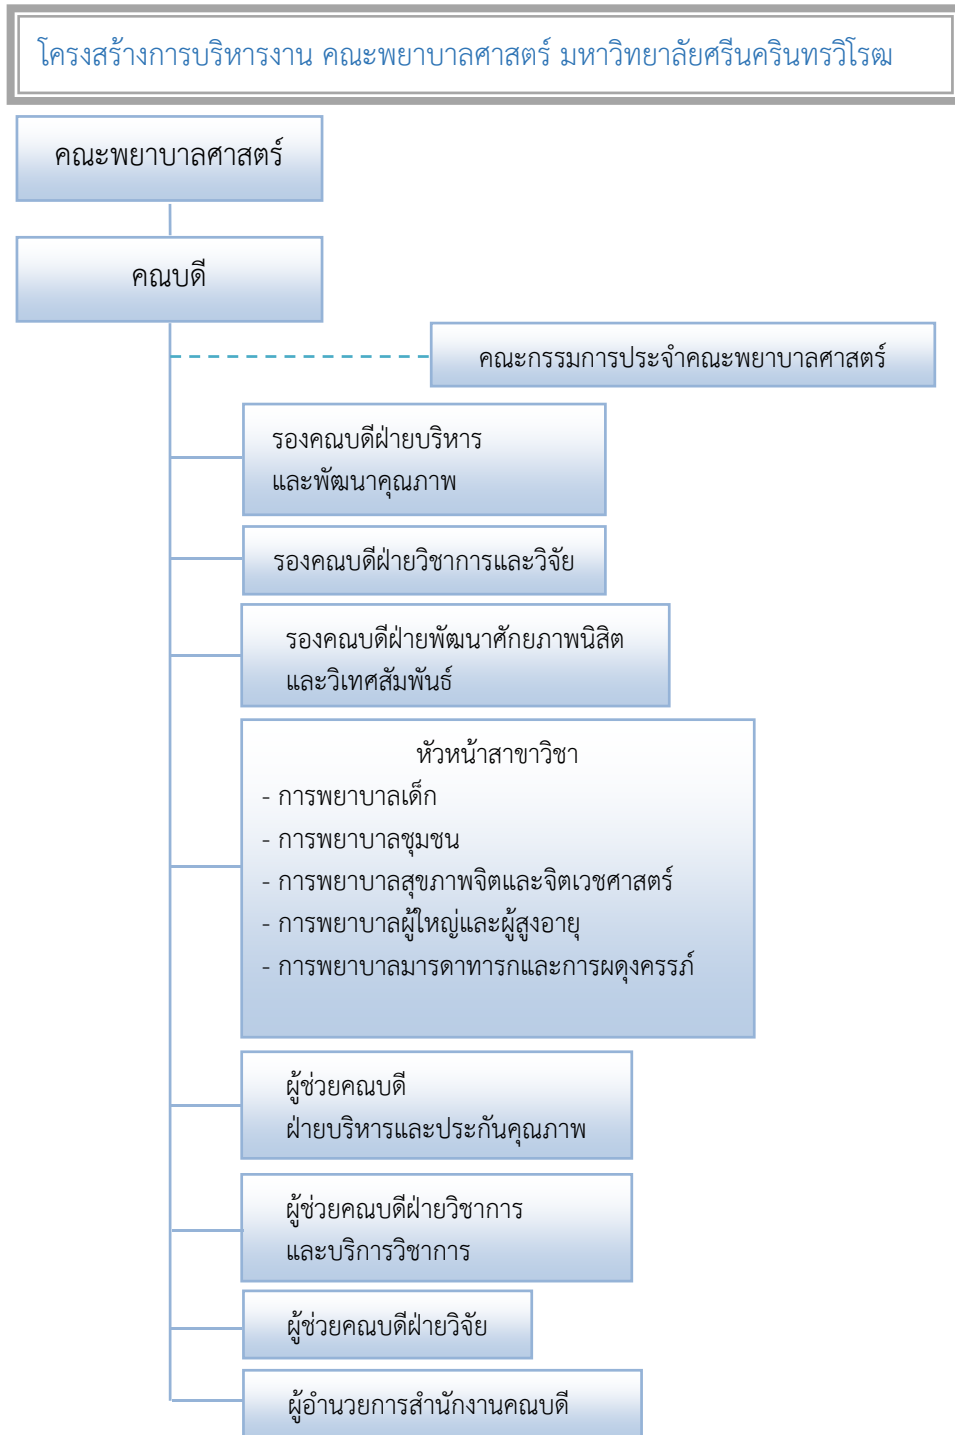 โครงสร้างการบริหารงาน คณะพยาบาลศาสตร์ มหาวิทยาลัยศรีนครินทรวิโรฒ
คณะพยาบาลศาสตร์
คณบดี
คณะกรรมการประจำคณะพยาบาลศาสตร์
รองคณบดีฝ่ายบริหาร
และพัฒนาคุณภาพ
รองคณบดีฝ่ายวิชาการและวิจัย
รองคณบดีฝ่ายพัฒนาศักยภาพนิสิต
และวิเทศสัมพันธ์
หัวหน้าสาขาวิชา
- การพยาบาลเด็ก
- การพยาบาลชุมชน
- การพยาบาลสุขภาพจิตและจิตเวชศาสตร์
- การพยาบาลผู้ใหญ่และผู้สูงอายุ
- การพยาบาลมารดาทารกและการผดุงครรภ์
ผู้ช่วยคณบดี
ฝ่ายบริหารและประกันคุณภาพ
ผู้ช่วยคณบดีฝ่ายวิชาการ
และบริการวิชาการ
ผู้ช่วยคณบดีฝ่ายวิจัย
ผู้อำนวยการสำนักงานคณบดี